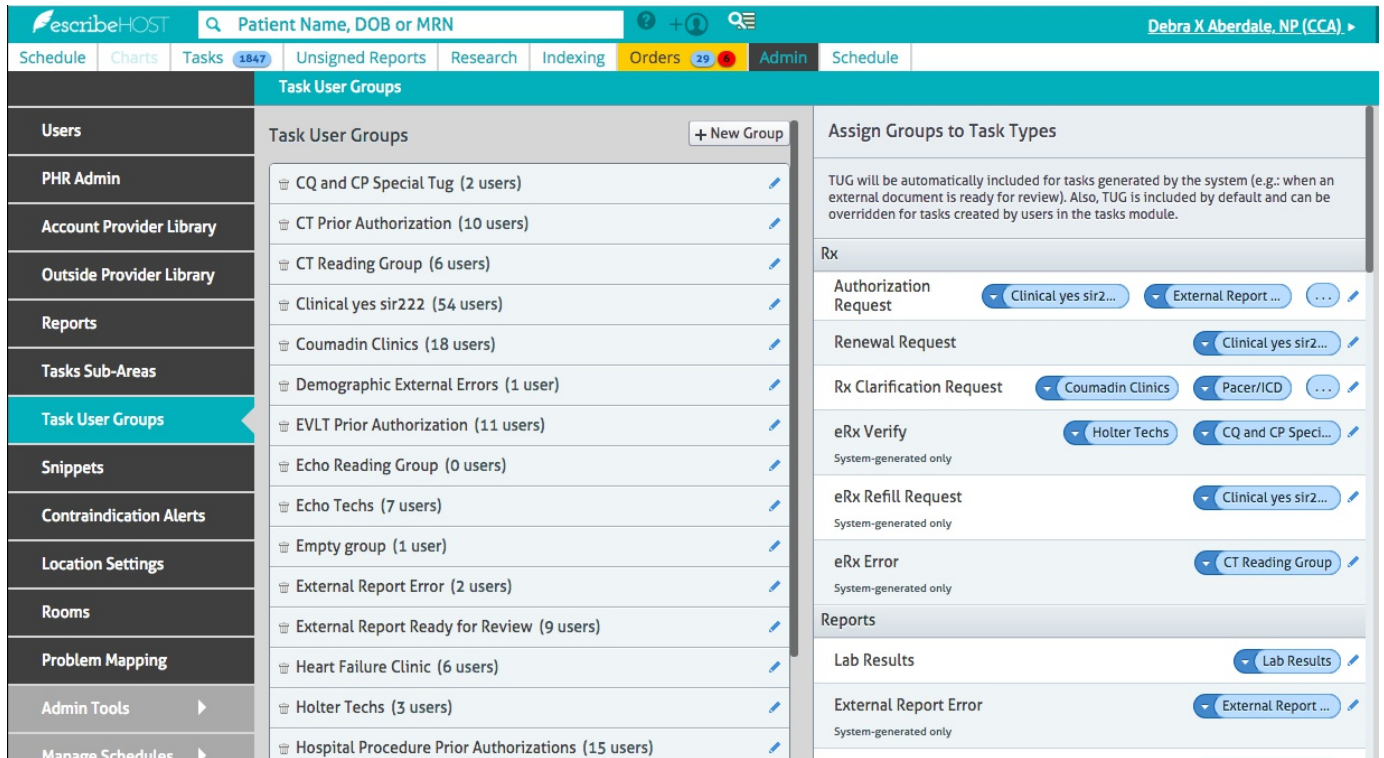 escribeHOST
Patient Name, DOB or MRN
Debra X Aberdale, NP (CCA)
Schedule Charts Tasks 1847 Unsigned Reports Research Indexing Orders 29 6 Admin Schedule
Task User Groups
Users
PHR Admin
Account Provider Library
Outside Provider Library
Reports
Tasks Sub-Areas
Task User Groups
Snippets
Contraindication Alerts
Location Settings
Rooms
Problem Mapping
Admin Tools
Manage Schedules
Task User Groups
+ New Group
CQ and CP Special Tug (2 users)
CT Prior Authorization (10 users)
CT Reading Group (6 users)
Clinical yes sir222 (54 users)
Coumadin Clinics (18 users)
Demographic External Errors (1 user)
EVLT Prior Authorization (11 users)
Echo Reading Group (0 users)
Echo Techs (7 users)
Empty group (1 user)
External Report Error (2 users)
External Report Ready for Review (9 users)
Heart Failure Clinic (6 users)
Holter Techs (3 users)
Hospital Procedure Prior Authorizations (15 users)
Assign Groups to Task Types
TUG will be automatically included for tasks generated by the system (e.g.: when an
external document is ready for review). Also, TUG is included by default and can be
overridden for tasks created by users in the tasks module.
Rx
Authorization
Request
Clinical yes sir2... External Report ... ...
Renewal Request Clinical yes sir2...
Rx Clarification Request Coumadin Clinics Pacer/ICD ...
eRx Verify Holter Techs CQ and CP Speci...
System-generated only
eRx Refill Request Clinical yes sir2...
System-generated only
eRx Error CT Reading Group
System-generated only
Reports
Lab Results Lab Results
External Report Error External Report ...
System-generated only